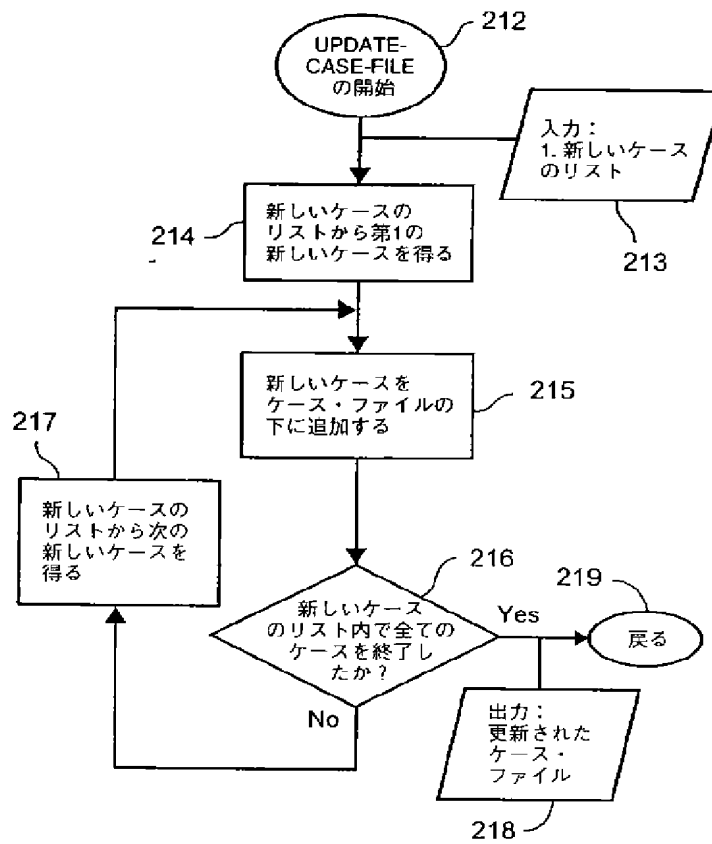 212
UPDATE-
CASE-FILE
の開始
入力：
1. 新しいケース
のリスト
213
214
新しいケースの
リストから第1の
新しいケースを得る
新しいケースを
ケース・ファイルの
下に追加する
215
217
新しいケースの
リストから次の
新しいケースを
得る
216
新しいケース
のリスト内で全ての
ケースを終了し
たか？
Yes
No
219
戻る
出力：
更新された
ケース・
ファイル
218